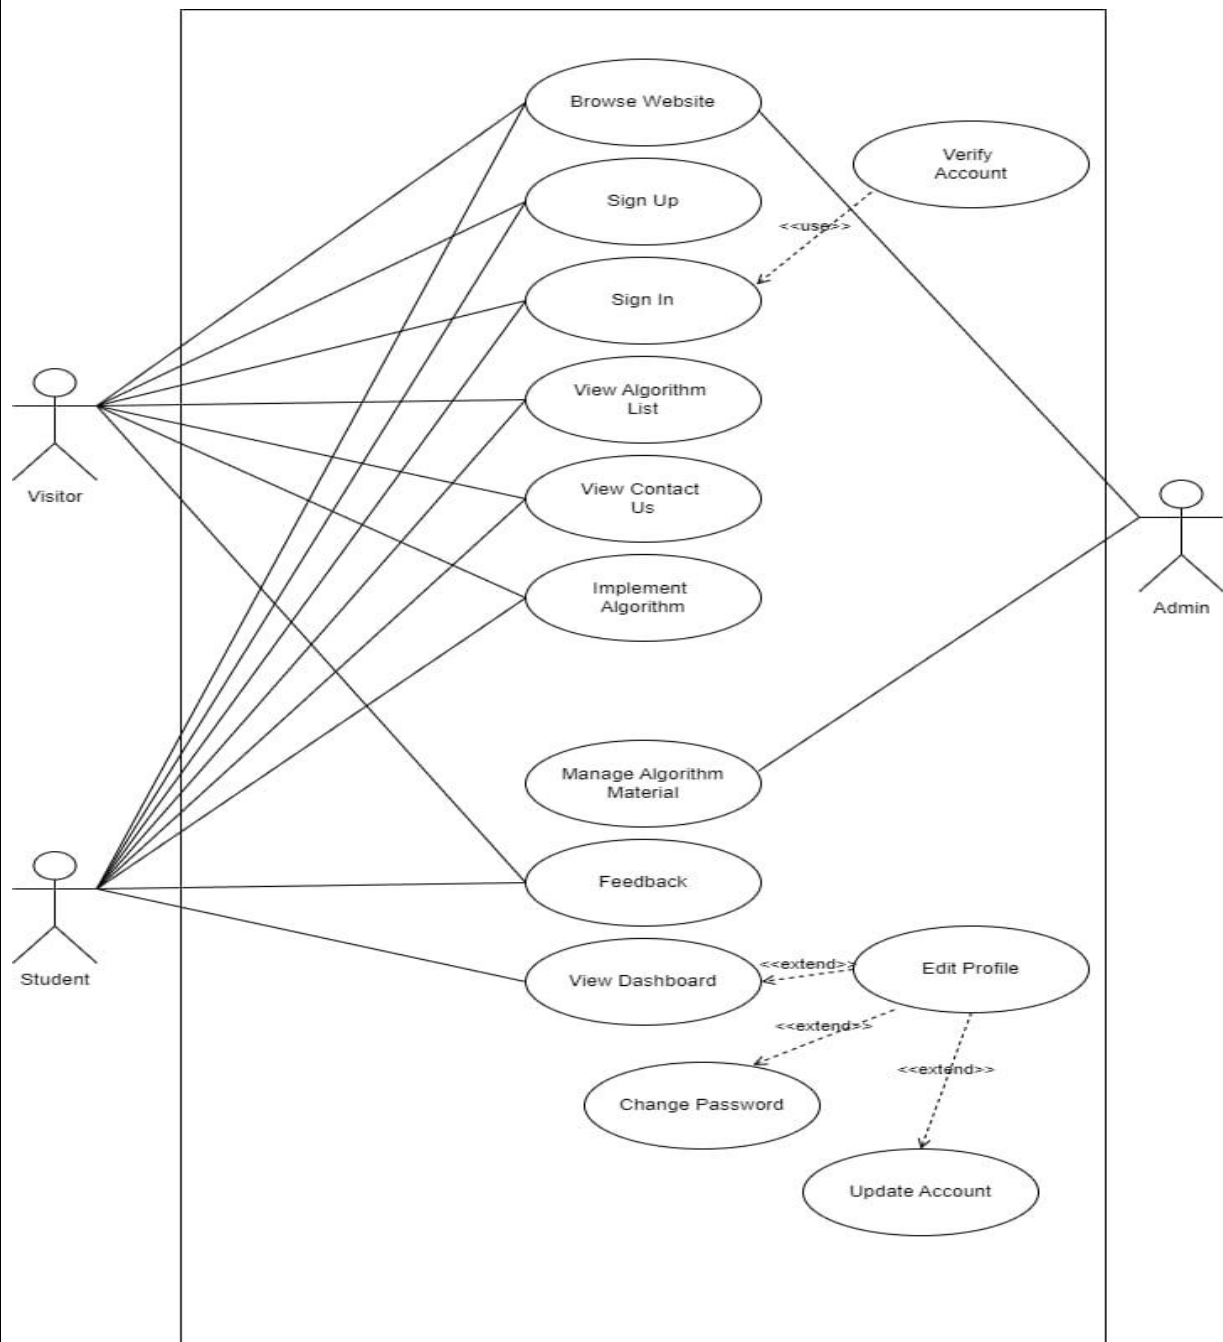 Browse Website
Verify
Account
Sign Up
<<use>>
Sign In
View Algorithm
List
Visitor
View Contact
Us
Implement
Algorithm
Admin
Manage Algorithm
Material
Feedback
Student
View Dashboard
<<extend>>
Edit Profile
<<extend>>
<<extend>>
Change Password
Update Account